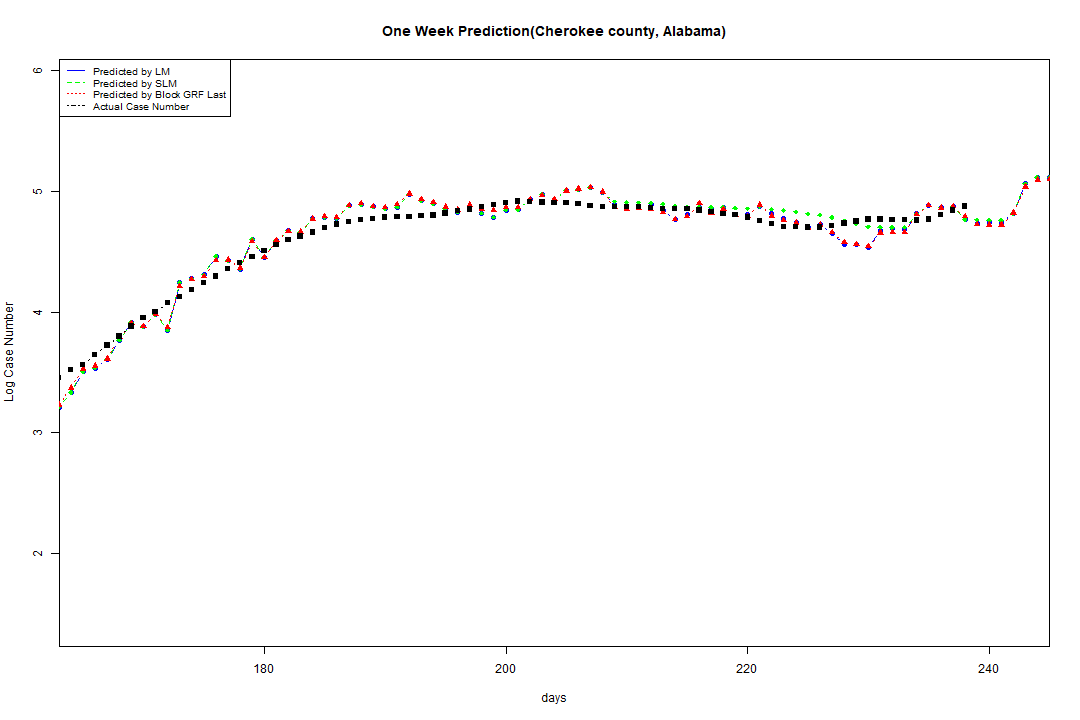 One Week Prediction(Cherokee county, Alabama)
6
Predicted by LM
Predicted by SLM
Predicted by Block GRF Last
Actual Case Number
5
4
3
2
Log Case Number
180 200 220 240
days